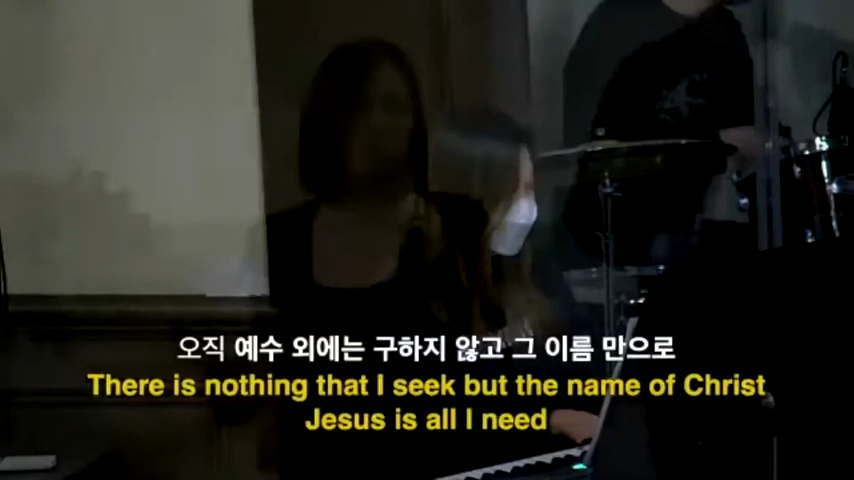 오직 예수 외에는 구하지 않고 그 이름 만으로
There is nothing that I seek but the name of Christ
Jesus is all I need